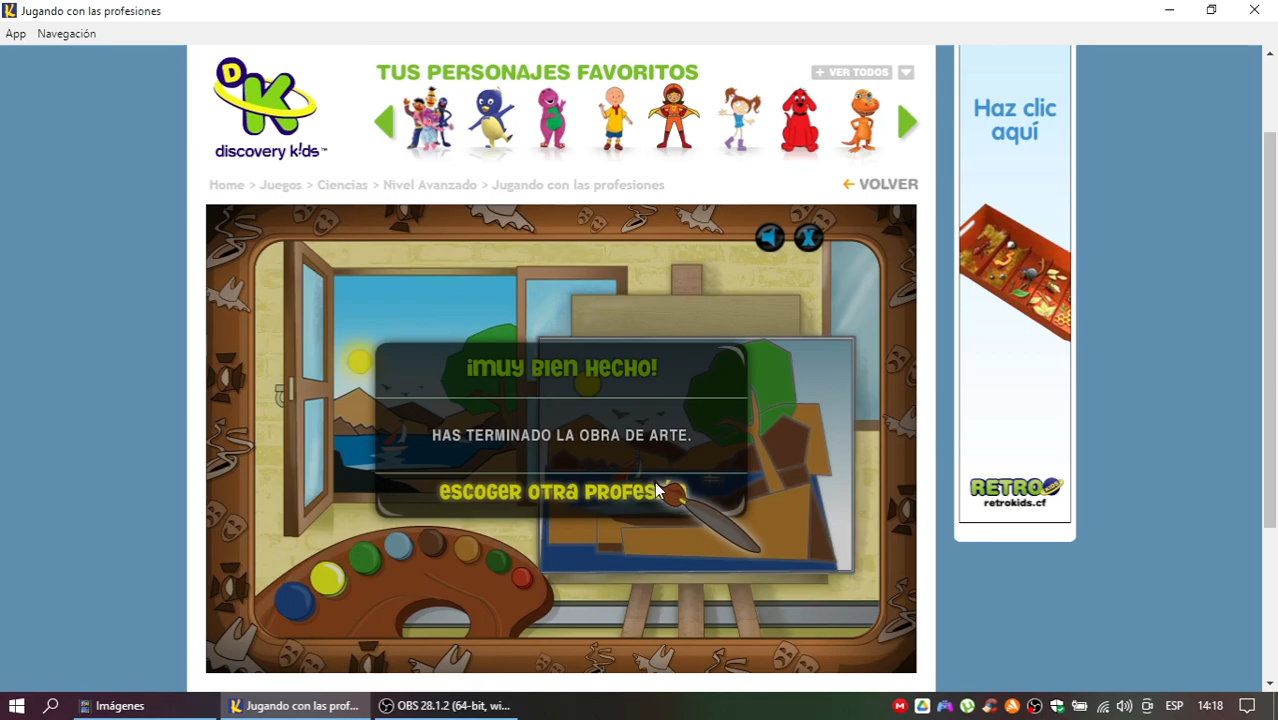 Jugando con las profesiones
App Navegación
TUS PERSONAJES FAVORITOS
+ VER TODOS
D K
discovery k!ds™
Home > Juegos > Ciencias > Nivel Avanzado > Jugando con las profesiones
← VOLVER
X
¡MUY BIEN HECHO!
HAS TERMINADO LA OBRA DE ARTE.
ESCOGER OTRA
Haz clic
aquí
RETRO KIDS
retrokids.cf
Imágenes
Jugando con las prof...
OBS 28.1.2 (64-bit, wi...
ESP
14:18